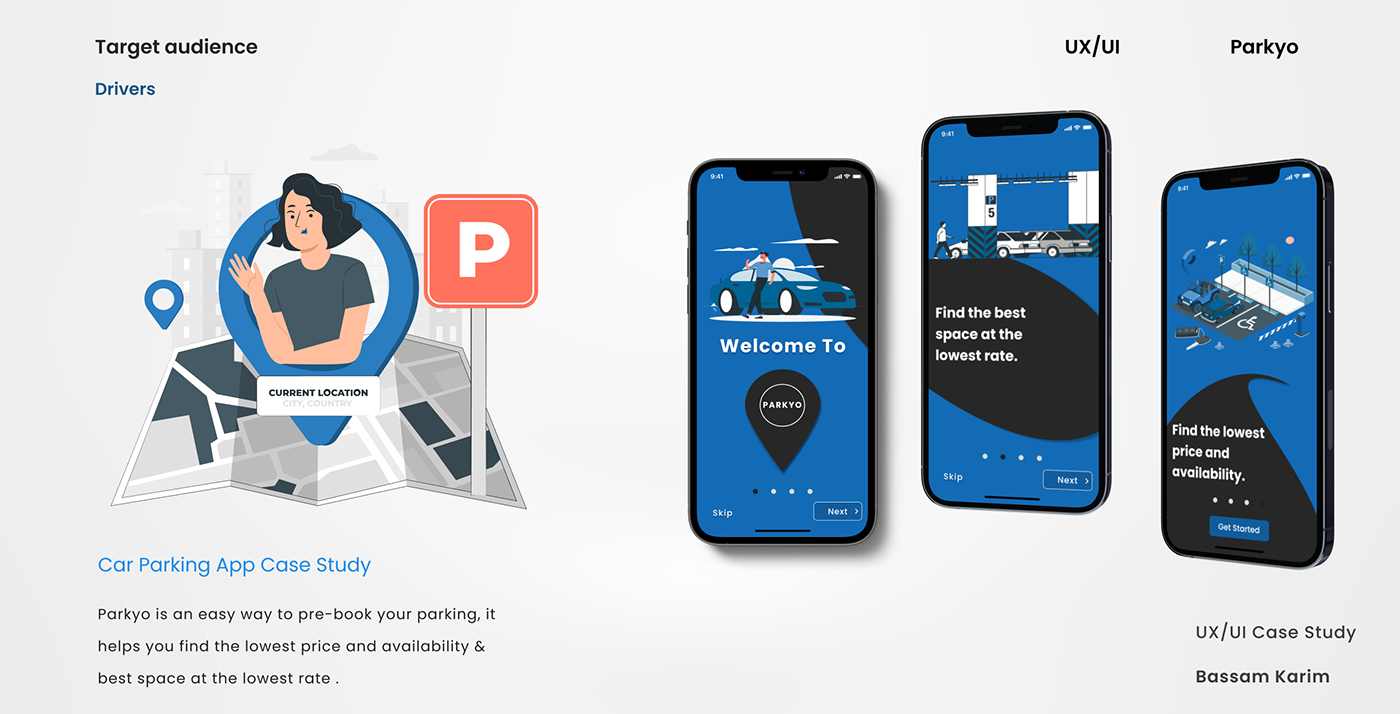 Target audience
Drivers
UX/UI
Parkyo
P
CURRENT LOCATION
CITY, COUNTRY
Car Parking App Case Study
Parkyo is an easy way to pre-book your parking, it
helps you find the lowest price and availability &
best space at the lowest rate .
9:41
Welcome To
PARKYO
Skip
Next
9:41
P
5
Find the best
space at the
lowest rate.
Skip
Next
9:41
Find the lowest
price and
availability.
Get Started
UX/UI Case Study
Bassam Karim